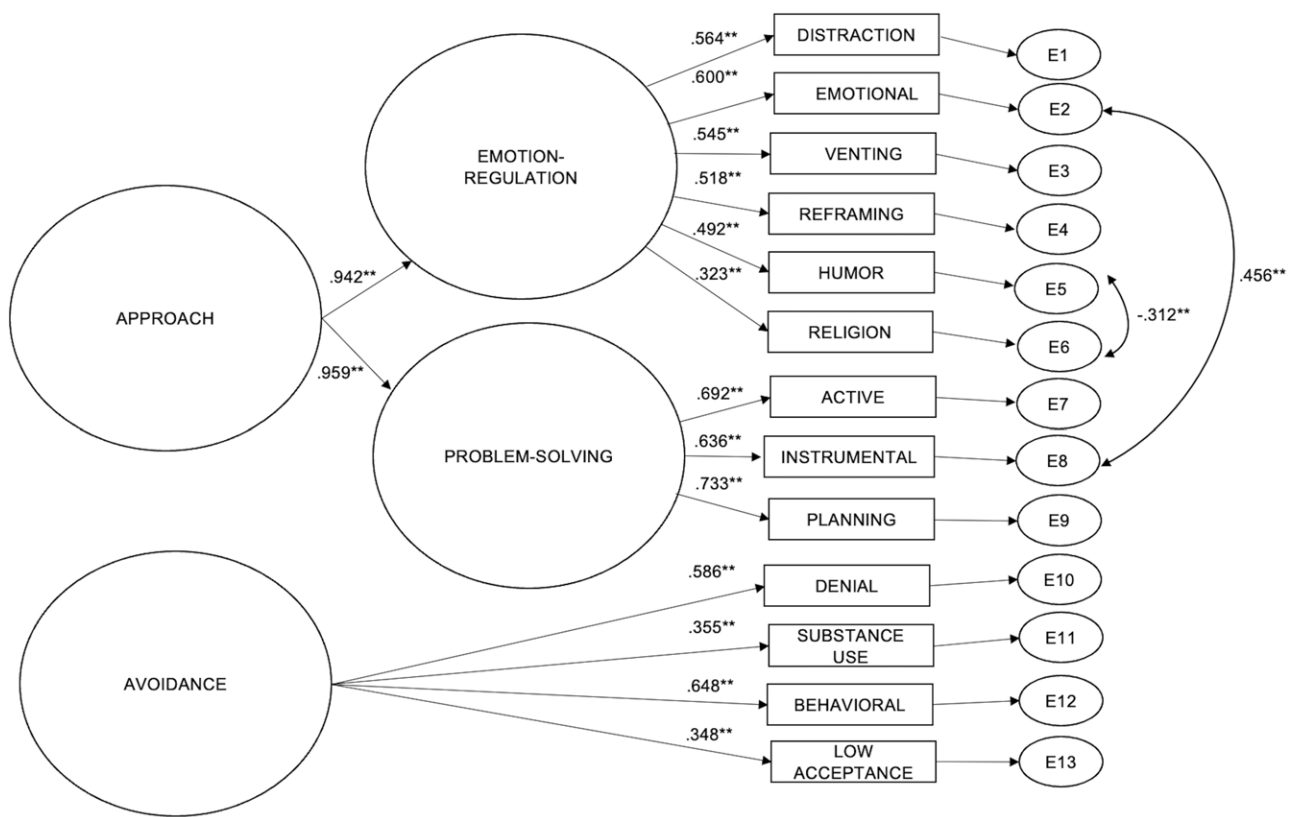 .564**
DISTRACTION
E1
.600**
EMOTIONAL
E2
.545**
VENTING
E3
EMOTION-
REGULATION
.518**
REFRAMING
E4
.492**
HUMOR
E5
.456**
.942**
.323**
-.312**
APPROACH
RELIGION
E6
.959**
.692**
ACTIVE
E7
.636**
PROBLEM-SOLVING
INSTRUMENTAL
E8
.733**
PLANNING
E9
.586**
DENIAL
E10
.355**
SUBSTANCE
USE
E11
AVOIDANCE
.648**
BEHAVIORAL
E12
.348**
LOW
ACCEPTANCE
E13